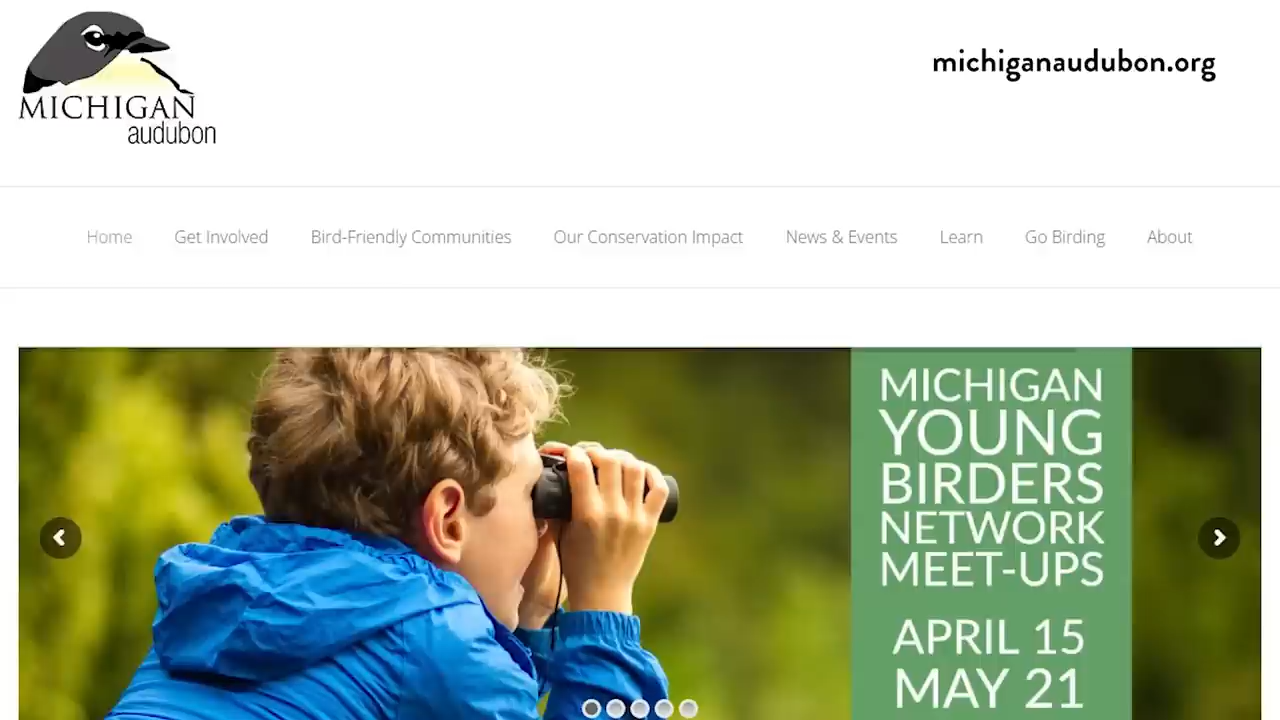 MICHIGAN
audubon
michiganaudubon.org
Home Get Involved Bird-Friendly Communities Our Conservation Impact News & Events Learn Go Birding About
MICHIGAN
YOUNG
BIRDERS
NETWORK
MEET-UPS
APRIL 15
MAY 21